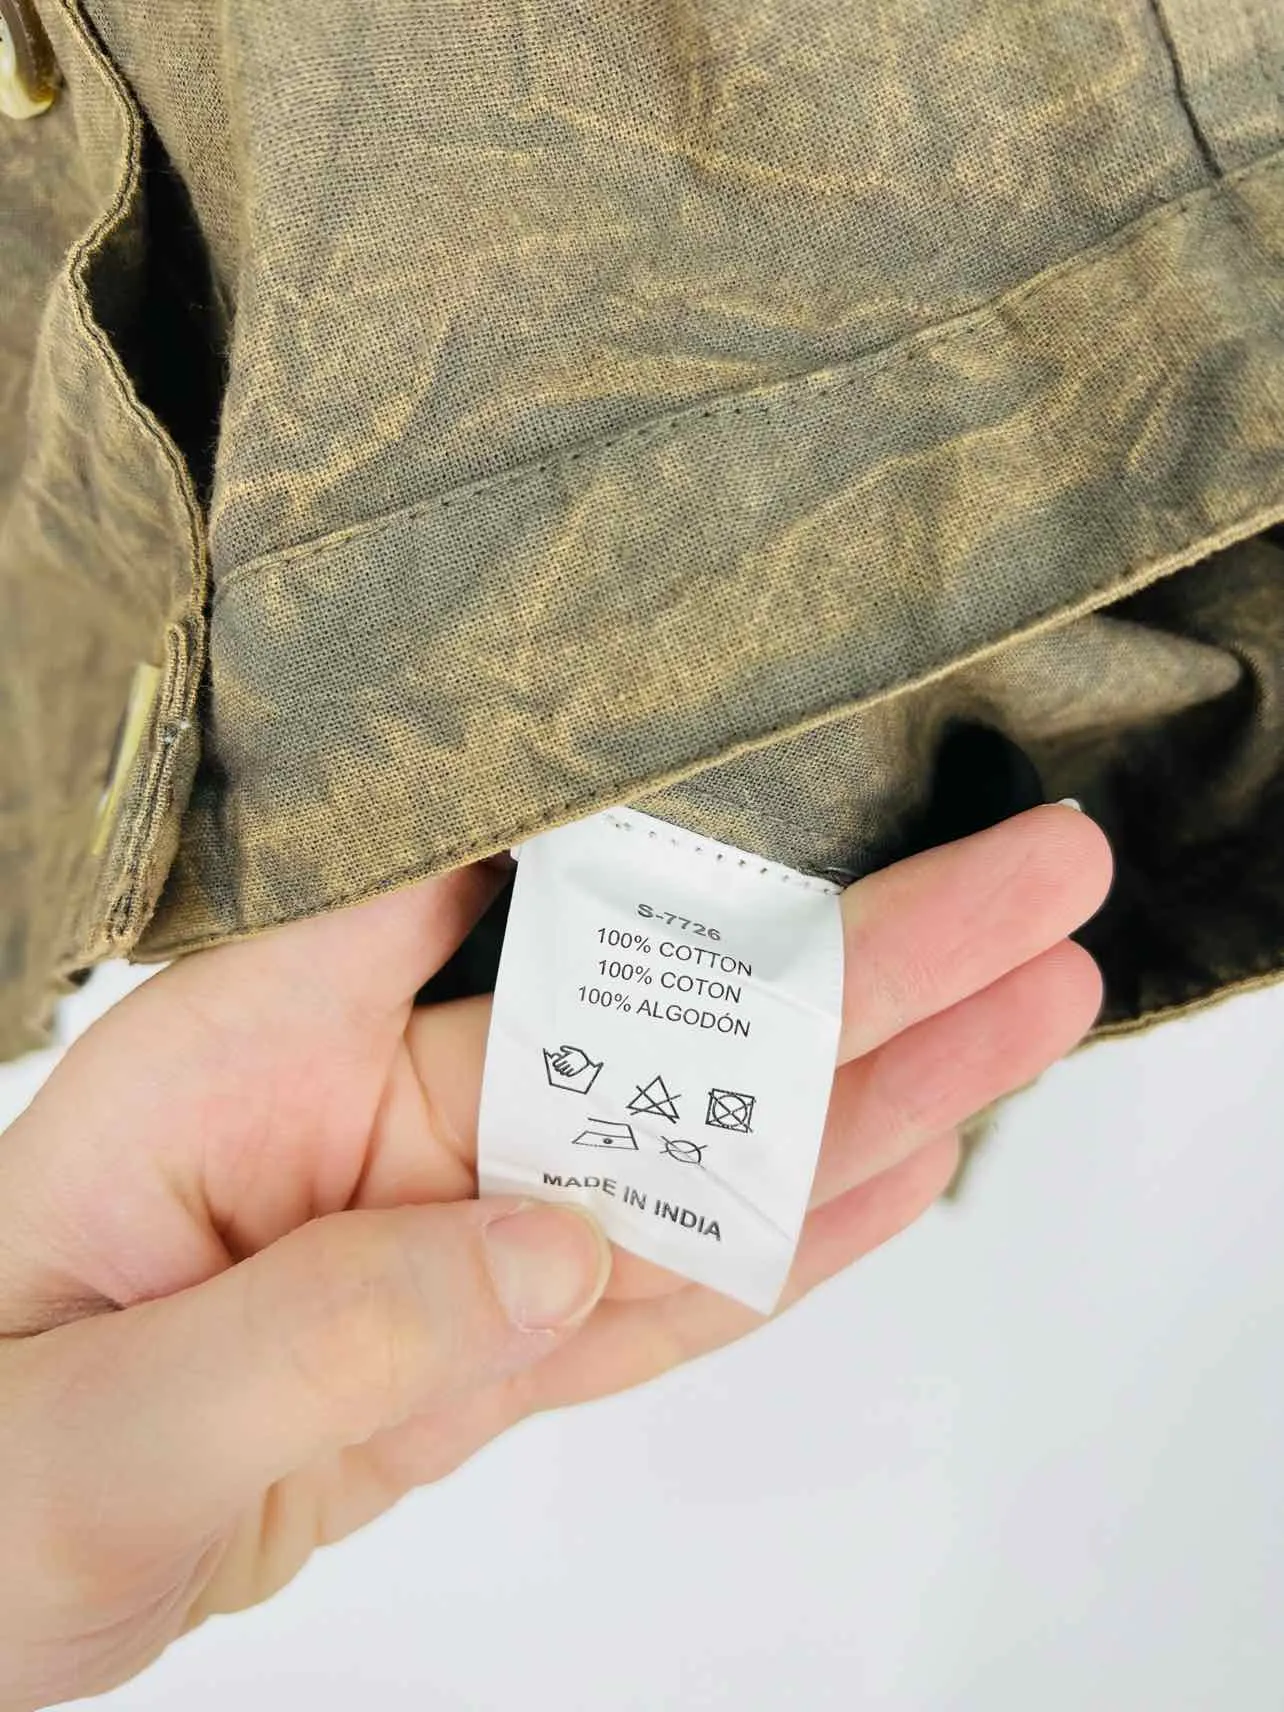 S-7726
100% COTTON
100% COTON
100% ALGODÓN
MADE IN INDIA